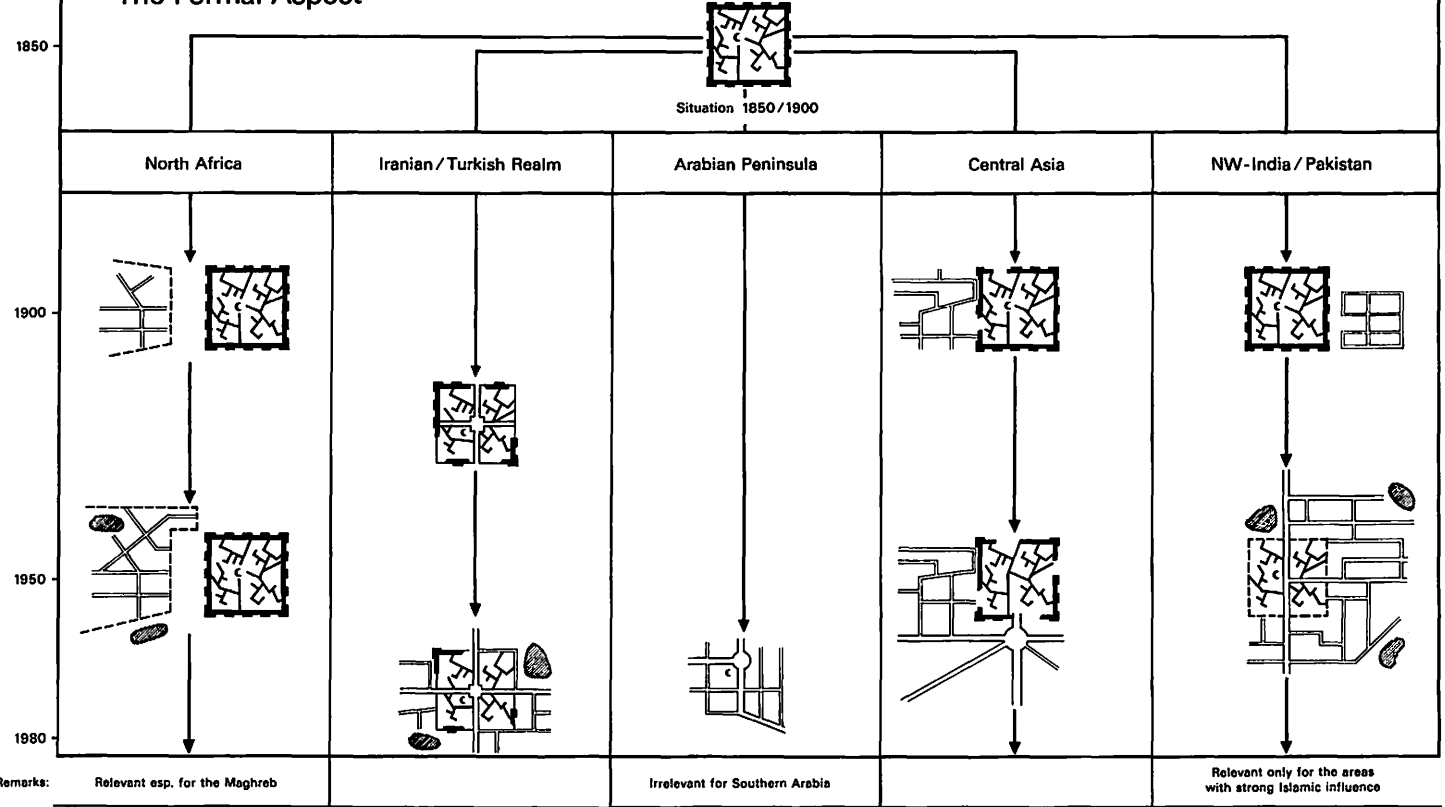 The Formal Aspect
1850
Situation 1850/1900
North Africa
Iranian/Turkish Realm
Arabian Peninsula
Central Asia
NW-India/Pakistan
1900
1950
1980
Remarks:
Relevant esp. for the Maghreb
Irrelevant for Southern Arabia
Relevant only for the areas
with strong Islamic influence